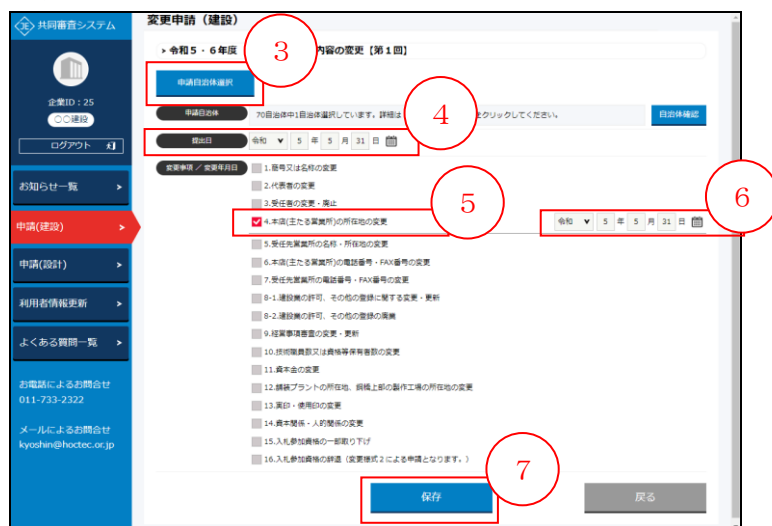 共同審査システム
企業ID：25
〇〇建設
ログアウト
お知らせ一覧
申請(建設)
申請(設計)
利用者情報更新
よくある質問一覧
お電話によるお問合せ
011-733-2322
メールによるお問合せ
kyoshin@hoctec.or.jp
変更申請（建設）
> 令和５・６年度 内容の変更【第１回】
③
申請自治体選択
申請自治体 70自治体中1自治体選択しています。詳細は をクリックしてください。 自治体確認
④
提出日 令和 5 年 5 月 31 日
変更事項 ／ 変更年月日
1.商号又は名称の変更
2.代表者の変更
3.受任者の変更・廃止
4.本店(主たる営業所)の所在地の変更 令和 5 年 5 月 31 日
⑤
⑥
5.受任先営業所の名称・所在地の変更
6.本店(主たる営業所)の電話番号・FAX番号の変更
7.受任先営業所の電話番号・FAX番号の変更
8-1.建設業の許可、その他の登録に関する変更・更新
8-2.建設業の許可、その他の登録の廃業
9.経営事項審査の変更・更新
10.技術職員数又は資格等保有者数の変更
11.資本金の変更
12.舗装プラントの所在地、鋼橋上部の製作工場の所在地の変更
13.実印・使用印の変更
14.資本関係・人的関係の変更
15.入札参加資格の一部取り下げ
16.入札参加資格の辞退（変更様式２による申請となります。）
⑦
保存 戻る